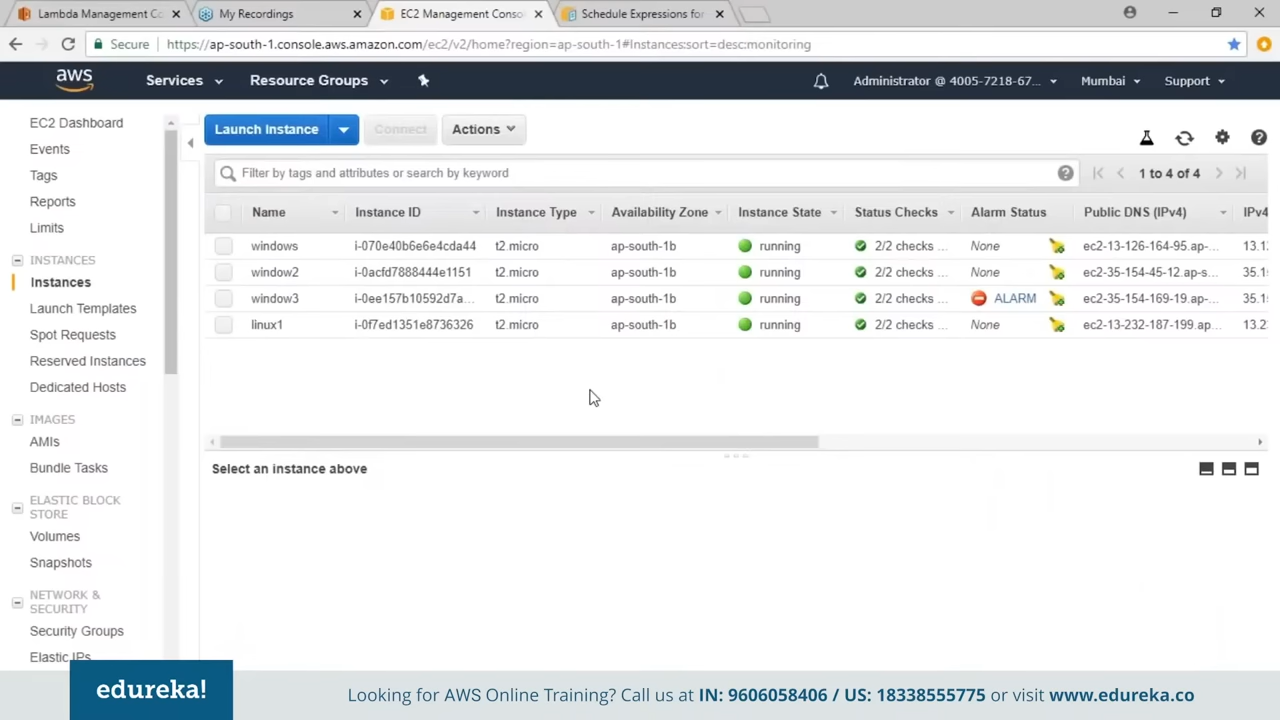 Lambda Management Co
My Recordings
EC2 Management Conso
Schedule Expressions for
Secure
https://ap-south-1.console.aws.amazon.com/ec2/v2/home?region=ap-south-1#Instances:sort=desc:monitoring
aws
Services
Resource Groups
Administrator @ 4005-7218-67...
Mumbai
Support
EC2 Dashboard
Events
Tags
Reports
Limits
INSTANCES
Instances
Launch Templates
Spot Requests
Reserved Instances
Dedicated Hosts
IMAGES
AMIs
Bundle Tasks
ELASTIC BLOCK
STORE
Volumes
Snapshots
NETWORK &
SECURITY
Security Groups
Elastic IPs
Launch Instance
Connect
Actions
Filter by tags and attributes or search by keyword
1 to 4 of 4
Name Instance ID Instance Type Availability Zone Instance State Status Checks Alarm Status Public DNS (IPv4) IPv4
windows i-070e40b6e6e4cda44 t2.micro ap-south-1b running 2/2 checks ... None ec2-13-126-164-95.ap-... 13.12
window2 i-0acfd7888444e1151 t2.micro ap-south-1b running 2/2 checks ... None ec2-35-154-45-12.ap-s... 35.15
window3 i-0ee157b10592d7a... t2.micro ap-south-1b running 2/2 checks ... ALARM ec2-35-154-169-19.ap-... 35.15
linux1 i-0f7ed1351e8736326 t2.micro ap-south-1b running 2/2 checks ... None ec2-13-232-187-199.ap... 13.23
Select an instance above
edureka!
Looking for AWS Online Training? Call us at IN: 9606058406 / US: 18338555775 or visit www.edureka.co